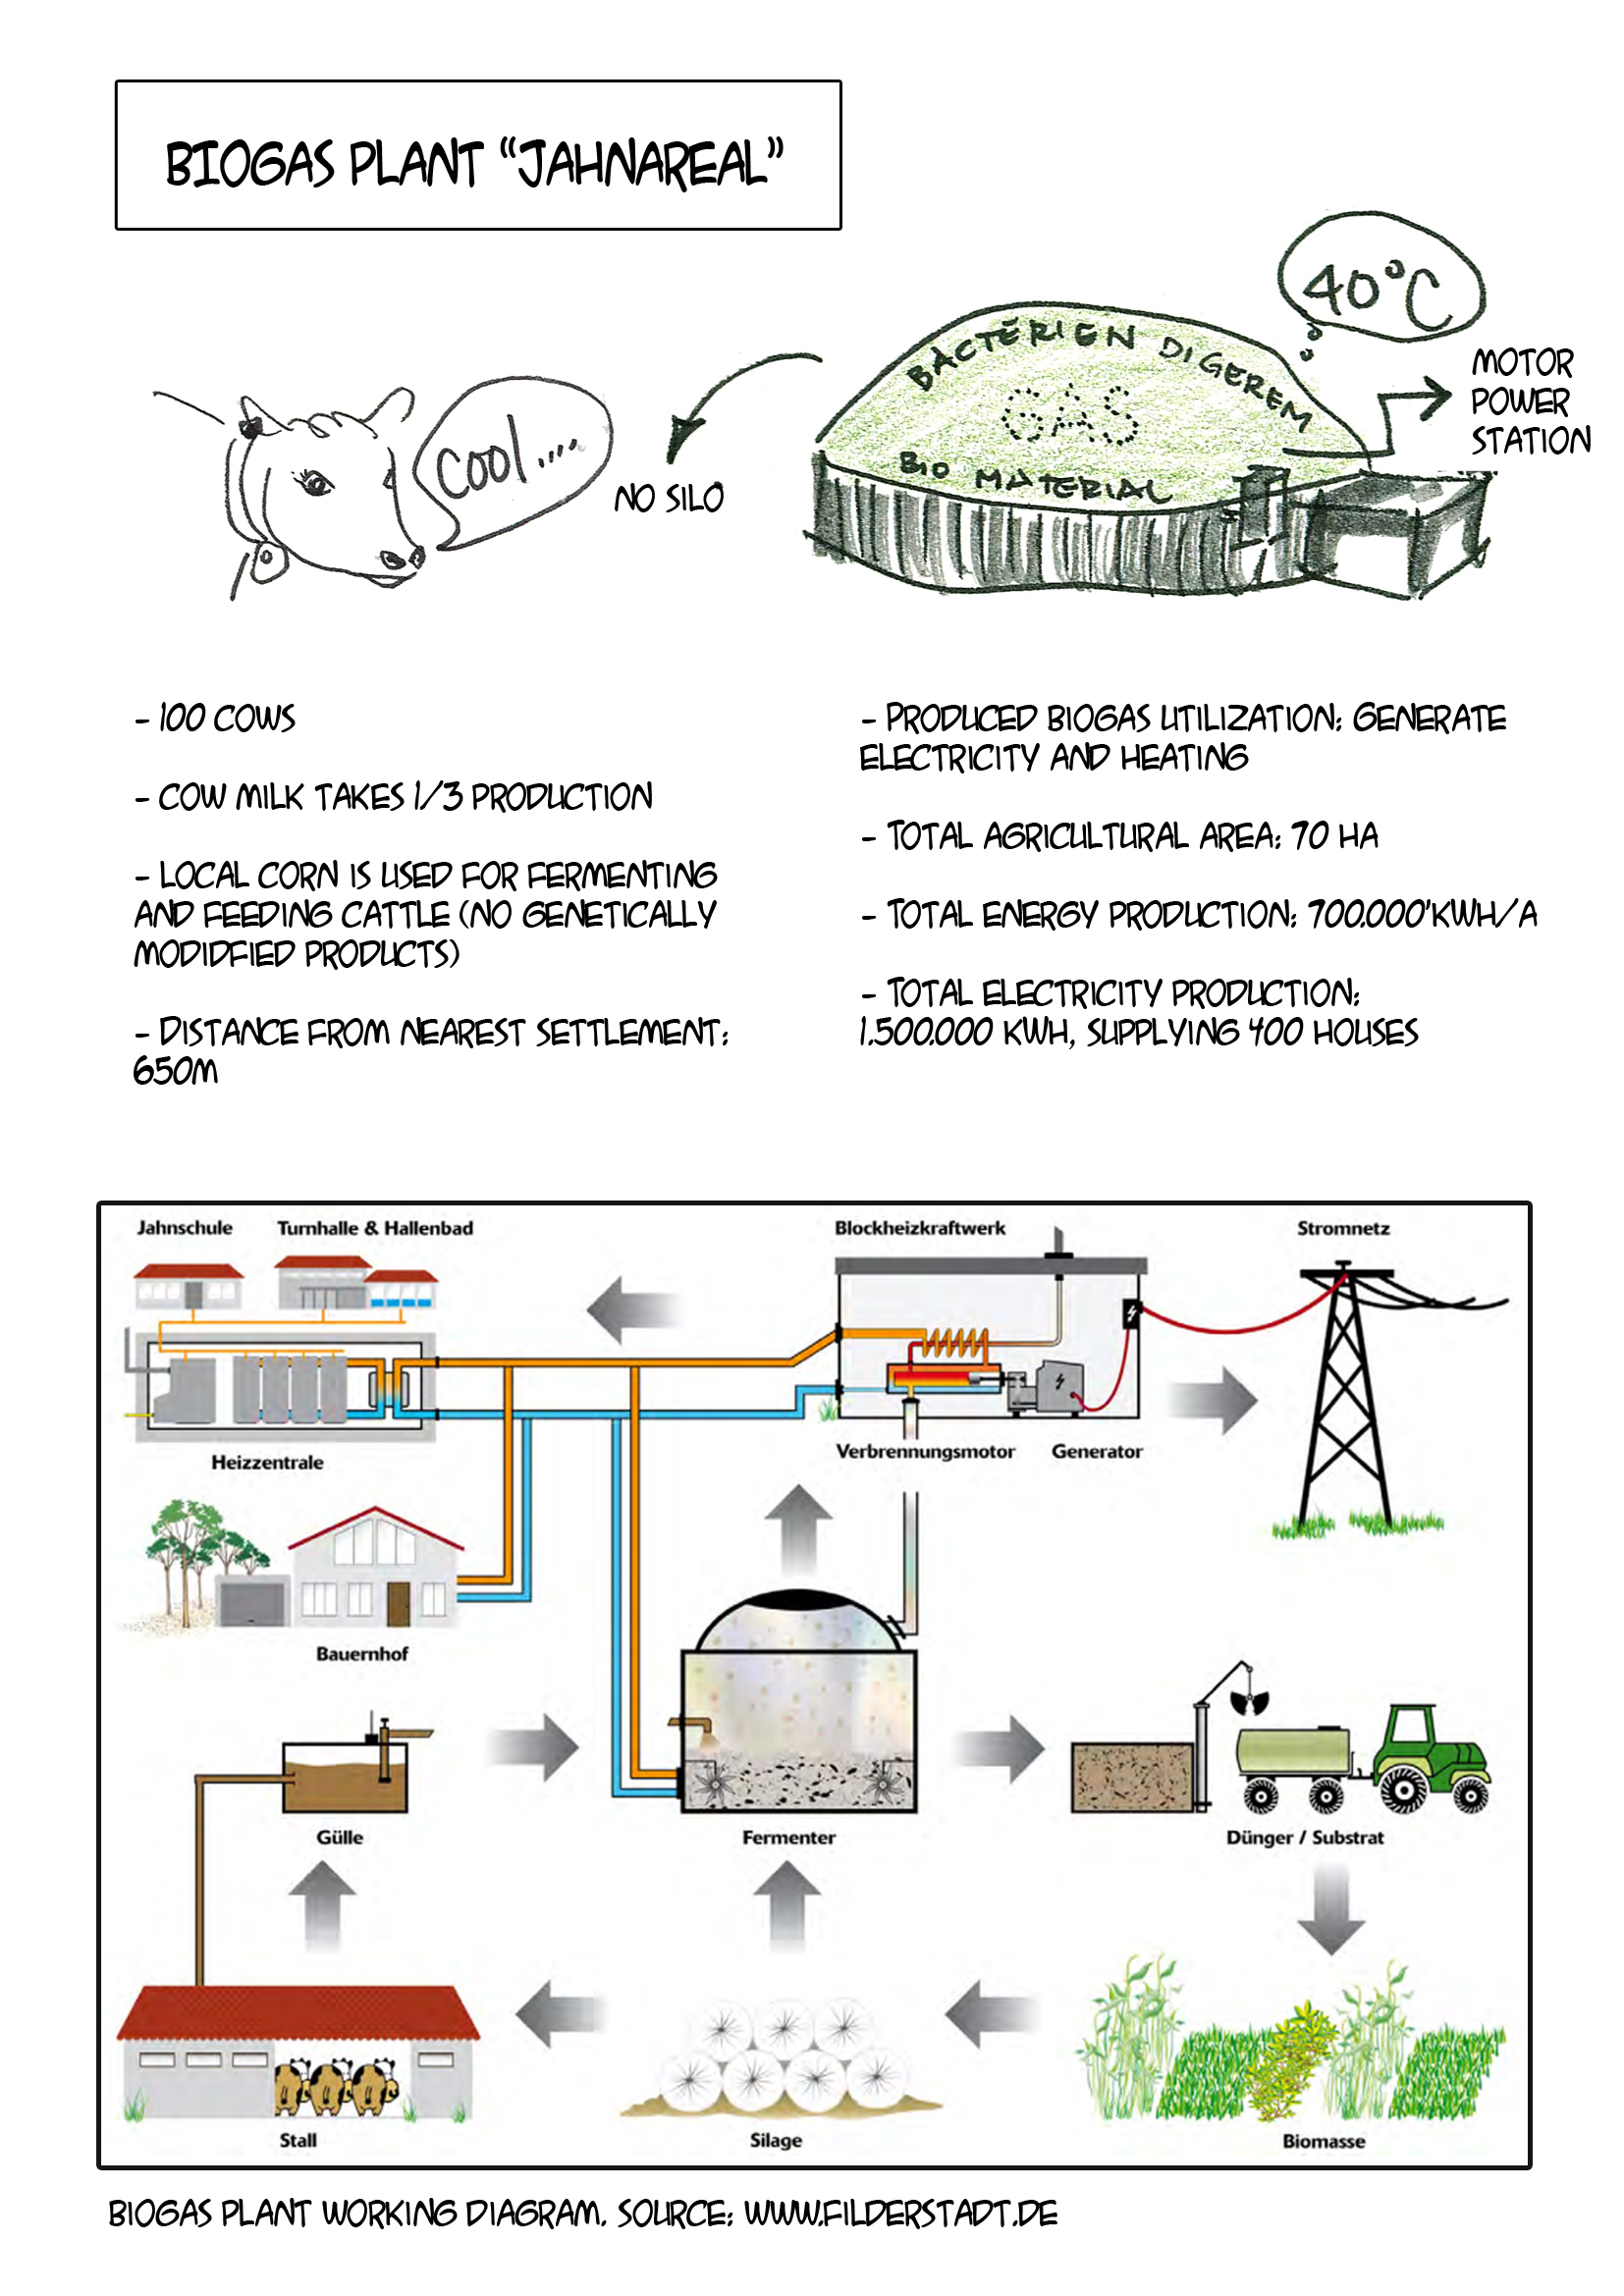 BIOGAS PLANT “JAHNAREAL”
40°C
BACTERIEN DIGEREM
GAS
BIO MATERIAL
MOTOR
POWER
STATION
COOL....
NO SILO
- 100 COWS
- COW MILK TAKES 1/3 PRODUCTION
- LOCAL CORN IS USED FOR FERMENTING
AND FEEDING CATTLE (NO GENETICALLY
MODIDFIED PRODUCTS)
- DISTANCE FROM NEAREST SETTLEMENT:
650M
- PRODUCED BIOGAS UTILIZATION: GENERATE
ELECTRICITY AND HEATING
- TOTAL AGRICULTURAL AREA: 70 HA
- TOTAL ENERGY PRODUCTION: 700.000'KWH/A
- TOTAL ELECTRICITY PRODUCTION:
1.500.000 KWH, SUPPLYING 400 HOUSES
Jahnschule
Turnhalle & Hallenbad
Blockheizkraftwerk
Stromnetz
Heizzentrale
Verbrennungsmotor
Generator
Bauernhof
Gülle
Fermenter
Dünger / Substrat
Stall
Silage
Biomasse
BIOGAS PLANT WORKING DIAGRAM. SOURCE: WWW.FILDERSTADT.DE